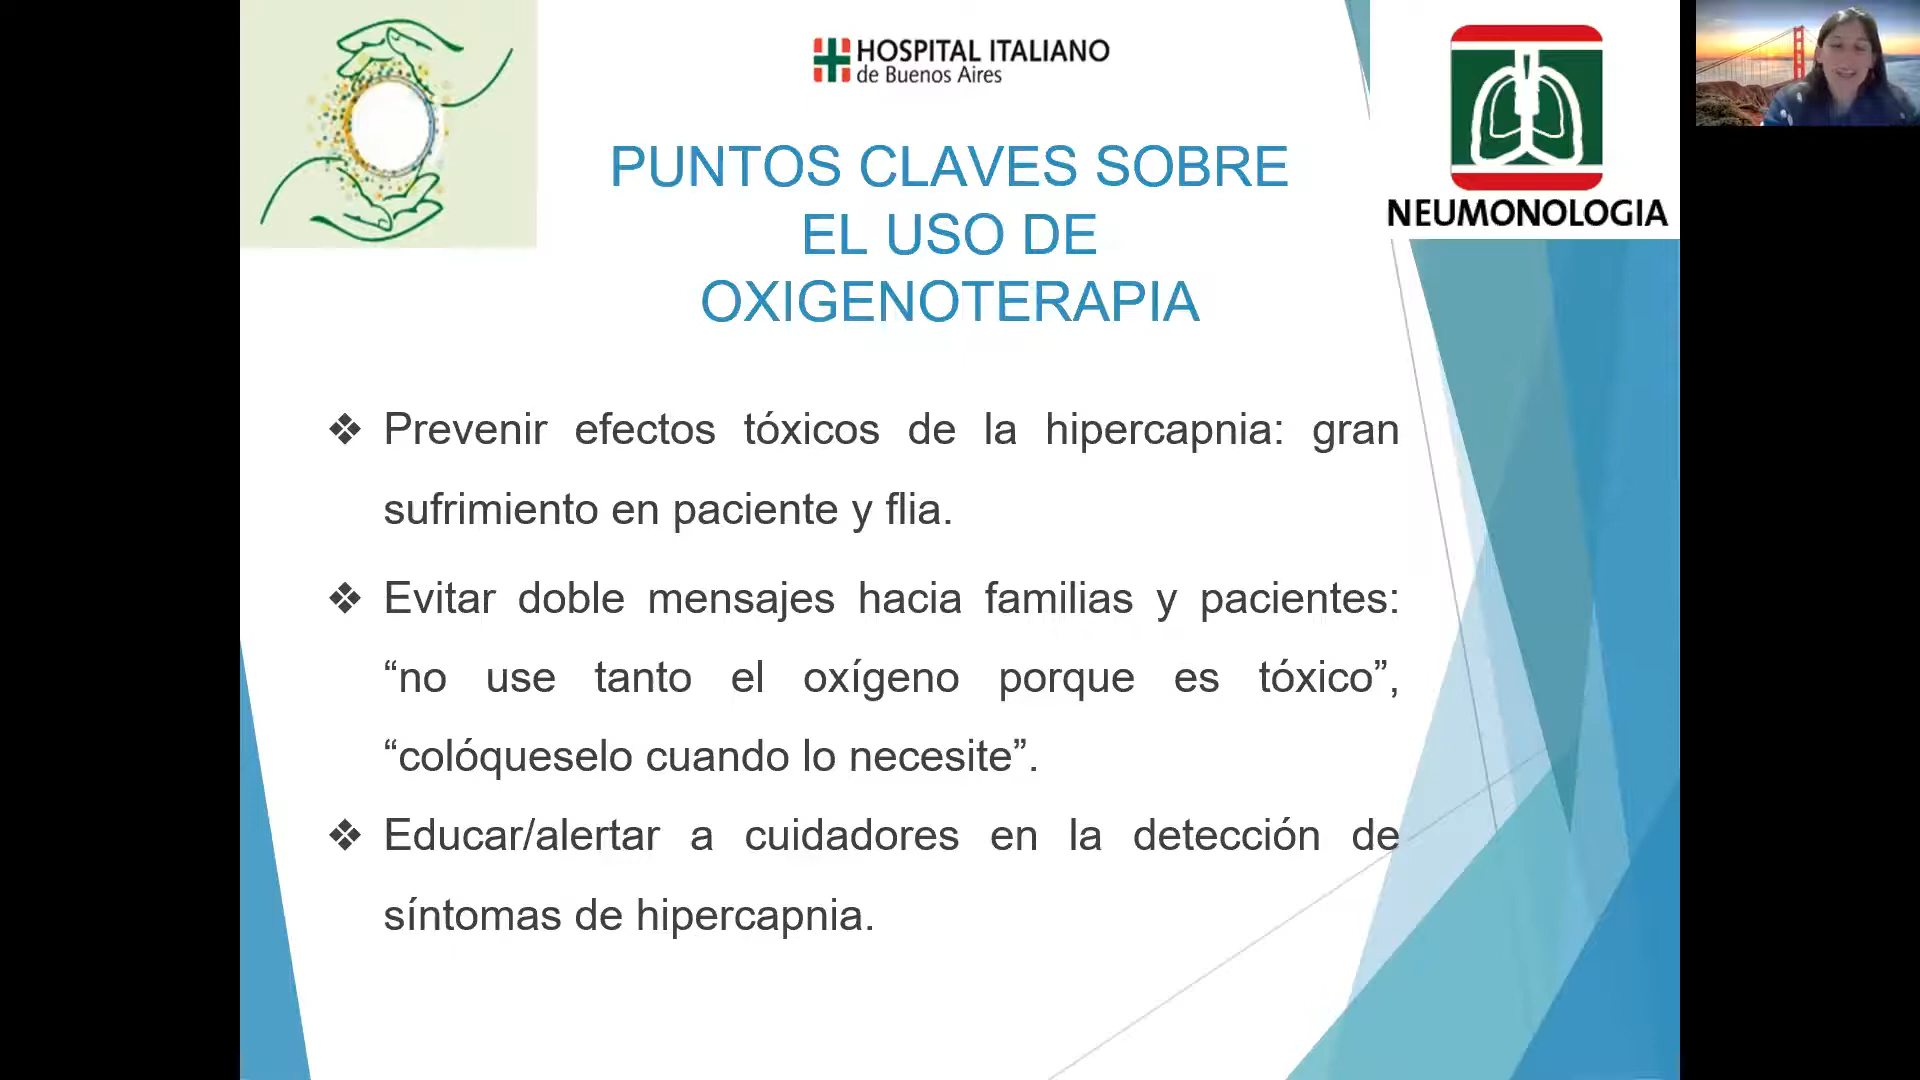 HOSPITAL ITALIANO
de Buenos Aires
NEUMONOLOGIA
PUNTOS CLAVES SOBRE
EL USO DE
OXIGENOTERAPIA
❖ Prevenir efectos tóxicos de la hipercapnia: gran
sufrimiento en paciente y flia.
❖ Evitar doble mensajes hacia familias y pacientes:
“no use tanto el oxígeno porque es tóxico”,
“colóqueselo cuando lo necesite”.
❖ Educar/alertar a cuidadores en la detección de
síntomas de hipercapnia.